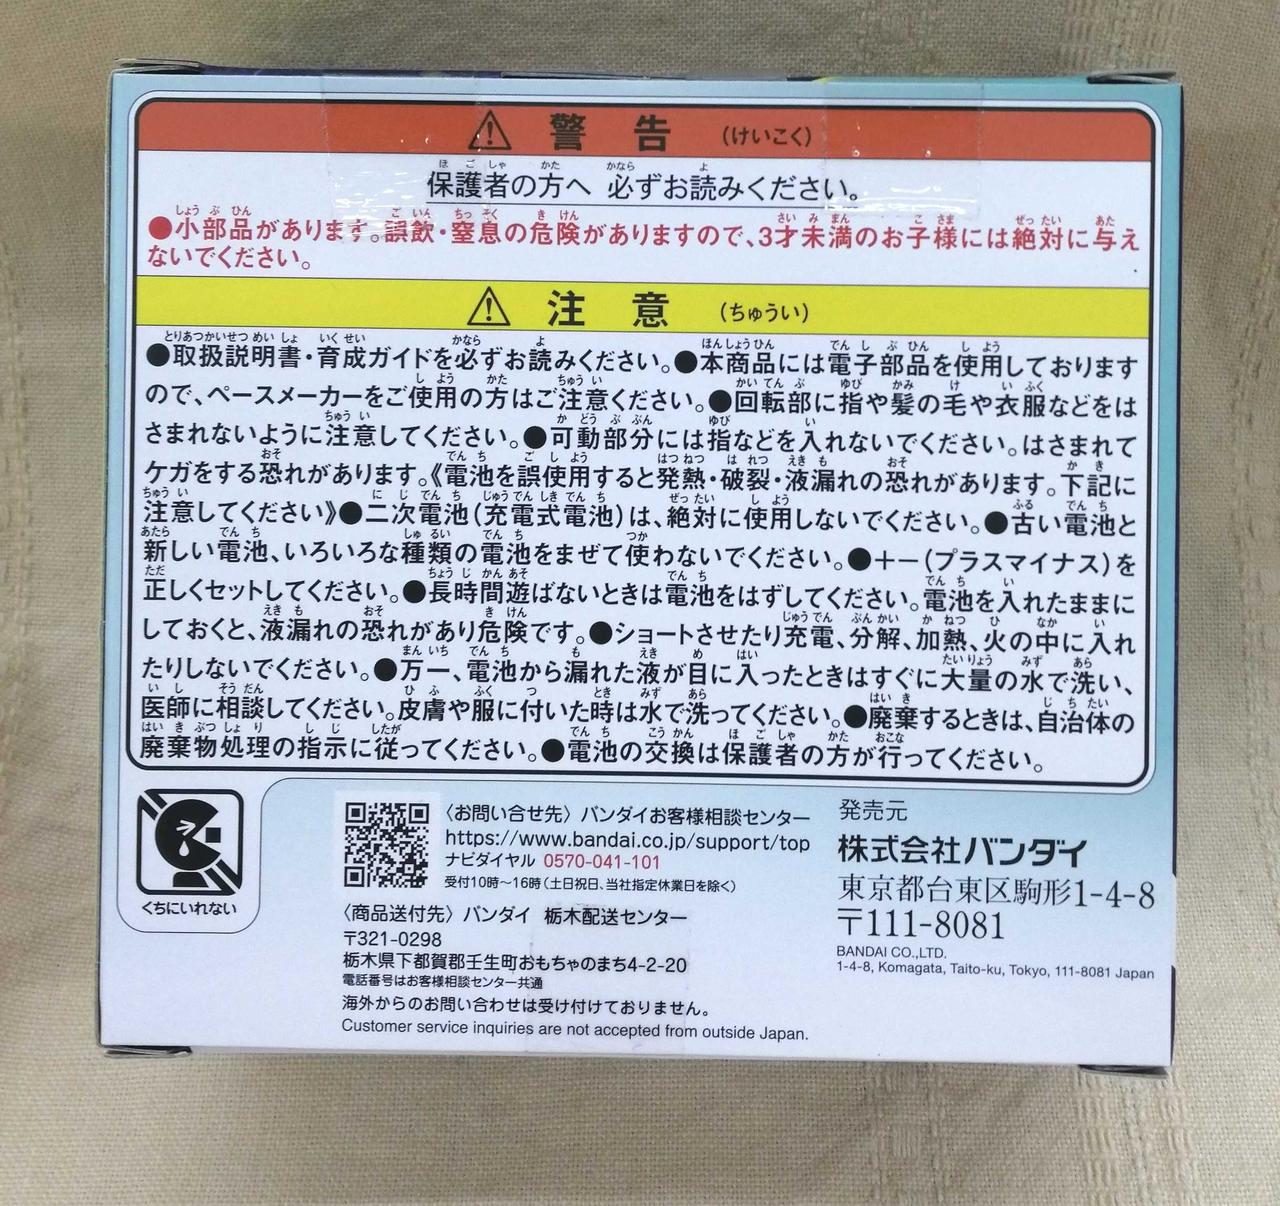 警告（けいこく）
保護者の方へ 必ずお読みください。
●小部品があります。誤飲・窒息の危険がありますので、3才未満のお子様には絶対に与え
ないでください。
注意（ちゅうい）
●取扱説明書・育成ガイドを必ずお読みください。●本商品には電子部品を使用しております
ので、ペースメーカーをご使用の方はご注意ください。●回転部に指や髪の毛や衣服などをは
さまれないように注意してください。●可動部分には指などを入れないでください。はさまれて
ケガをする恐れがあります。《電池を誤使用すると発熱・破裂・液漏れの恐れがあります。下記に
注意してください》●二次電池（充電式電池）は、絶対に使用しないでください。●古い電池と
新しい電池、いろいろな種類の電池をまぜて使わないでください。●＋－（プラスマイナス）を
正しくセットしてください。●長時間遊ばないときは電池をはずしてください。電池を入れたままに
しておくと、液漏れの恐れがあり危険です。●ショートさせたり充電、分解、加熱、火の中に入れ
たりしないでください。●万一、電池から漏れた液が目に入ったときはすぐに大量の水で洗い、
医師に相談してください。皮膚や服に付いた時は水で洗ってください。●廃棄するときは、自治体の
廃棄物処理の指示に従ってください。●電池の交換は保護者の方が行ってください。
くちにいれない
〈お問い合せ先〉バンダイお客様相談センター
https://www.bandai.co.jp/support/top
ナビダイヤル 0570-041-101
受付10時～16時（土日祝日、当社指定休業日を除く）
〈商品送付先〉バンダイ 栃木配送センター
〒321-0298
栃木県下都賀郡壬生町おもちゃのまち4-2-20
電話番号はお客様相談センター共通
海外からのお問い合わせは受け付けておりません。
Customer service inquiries are not accepted from outside Japan.
発売元
株式会社バンダイ
東京都台東区駒形1-4-8
〒111-8081
BANDAI CO.,LTD.
1-4-8, Komagata, Taito-ku, Tokyo, 111-8081 Japan